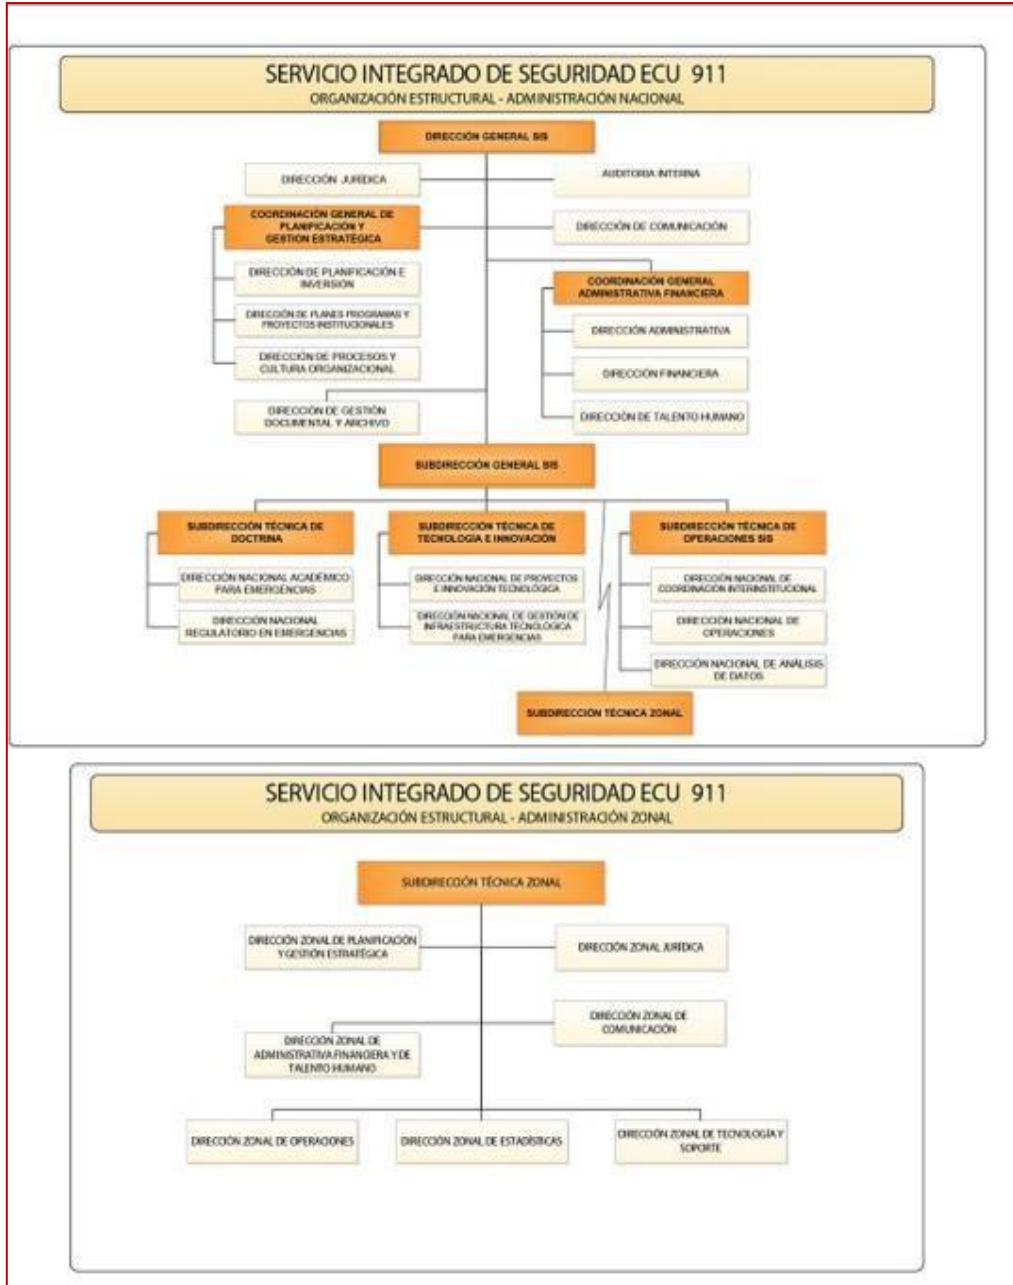 SERVICIO INTEGRADO DE SEGURIDAD ECU 911
ORGANIZACIÓN ESTRUCTURAL - ADMINISTRACIÓN NACIONAL
DIRECCIÓN GENERAL SIS
DIRECCIÓN JURÍDICA
AUDITORIA INTERNA
COORDINACIÓN GENERAL DE
PLANIFICACIÓN Y
GESTION ESTRATÉGICA
DIRECCIÓN DE COMUNICACIÓN
DIRECCIÓN DE PLANIFICACIÓN E
INVERSIÓN
DIRECCIÓN DE PLANES PROGRAMAS Y
PROYECTOS INSTITUCIONALES
DIRECCIÓN DE PROCESOS Y
CULTURA ORGANIZACIONAL
DIRECCIÓN DE GESTIÓN
DOCUMENTAL Y ARCHIVO
COORDINACIÓN GENERAL
ADMINISTRATIVA FINANCIERA
DIRECCIÓN ADMINISTRATIVA
DIRECCIÓN FINANCIERA
DIRECCIÓN DE TALENTO HUMANO
SUBDIRECCIÓN GENERAL SIS
SUBDIRECCIÓN TÉCNICA DE
DOCTRINA
DIRECCIÓN NACIONAL ACADÉMICO
PARA EMERGENCIAS
DIRECCIÓN NACIONAL
REGULATORIO EN EMERGENCIAS
SUBDIRECCIÓN TÉCNICA DE
TECNOLOGÍA E INNOVACIÓN
DIRECCIÓN NACIONAL DE PROYECTOS
E INNOVACIÓN TECNOLÓGICA
DIRECCIÓN NACIONAL DE GESTIÓN DE
INFRAESTRUCTURA TECNOLÓGICA
PARA EMERGENCIAS
SUBDIRECCIÓN TÉCNICA DE
OPERACIONES SIS
DIRECCIÓN NACIONAL DE
COORDINACIÓN INTERINSTITUCIONAL
DIRECCIÓN NACIONAL DE
OPERACIONES
DIRECCIÓN NACIONAL DE ANÁLISIS
DE DATOS
SUBDIRECCIÓN TÉCNICA ZONAL
SERVICIO INTEGRADO DE SEGURIDAD ECU 911
ORGANIZACIÓN ESTRUCTURAL - ADMINISTRACIÓN ZONAL
SUBDIRECCIÓN TÉCNICA ZONAL
DIRECCIÓN ZONAL DE PLANIFICACIÓN
Y GESTIÓN ESTRATÉGICA
DIRECCIÓN ZONAL JURÍDICA
DIRECCIÓN ZONAL DE
COMUNICACIÓN
DIRECCIÓN ZONAL DE
ADMINISTRATIVA FINANCIERA Y DE
TALENTO HUMANO
DIRECCIÓN ZONAL DE OPERACIONES
DIRECCIÓN ZONAL DE ESTADÍSTICAS
DIRECCIÓN ZONAL DE TECNOLOGÍA Y
SOPORTE